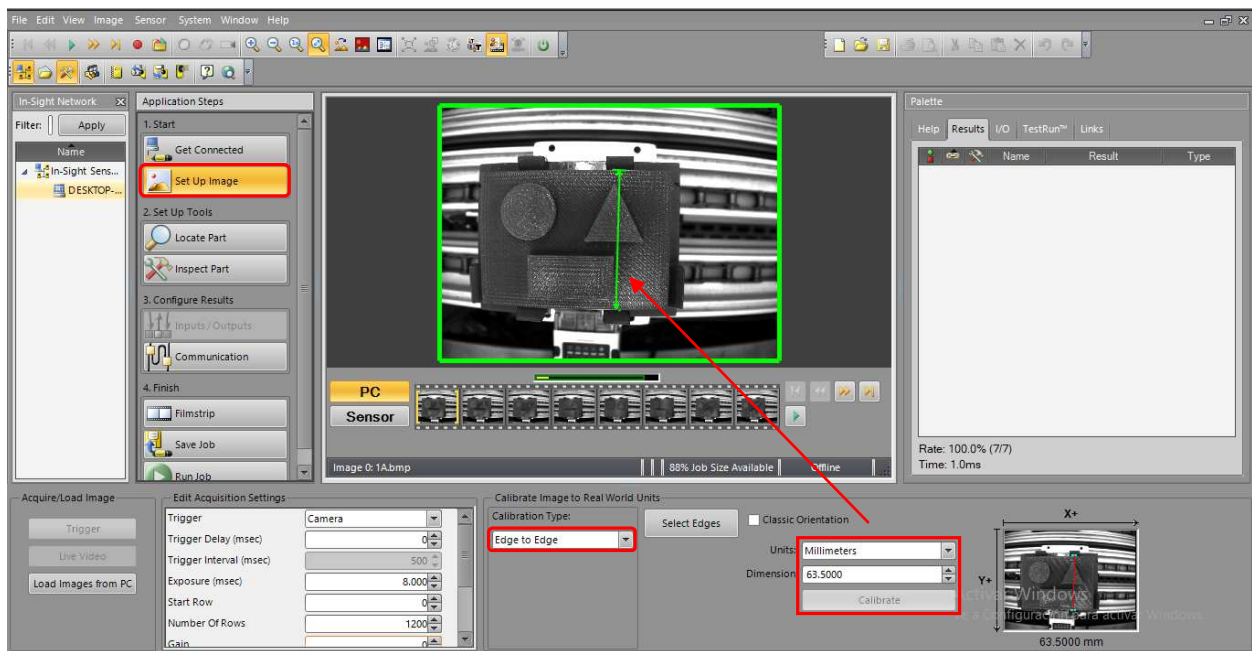 File Edit View Image Sensor System Window Help
In-Sight Network
Filter: Apply
Name
In-Sight Sens...
DESKTOP-...
Application Steps
1. Start
Get Connected
Set Up Image
2. Set Up Tools
Locate Part
Inspect Part
3. Configure Results
Inputs/Outputs
Communication
4. Finish
Filmstrip
Save Job
Run Job
PC
Sensor
Image 0: 1A.bmp
88% Job Size Available
Offline
Palette
Help Results I/O TestRun™ Links
Name Result Type
Rate: 100.0% (7/7)
Time: 1.0ms
Acquire/Load Image
Trigger
Live Video
Load Images from PC
Edit Acquisition Settings
Trigger Camera
Trigger Delay (msec) 0
Trigger Interval (msec) 500
Exposure (msec) 8.000
Start Row 0
Number Of Rows 1200
Gain 0
Calibrate Image to Real World Units
Calibration Type:
Edge to Edge
Select Edges
Classic Orientation
Units: Millimeters
Dimension 63.5000
Calibrate
X+
Y+
63.5000 mm
Windows
para activar Windows.